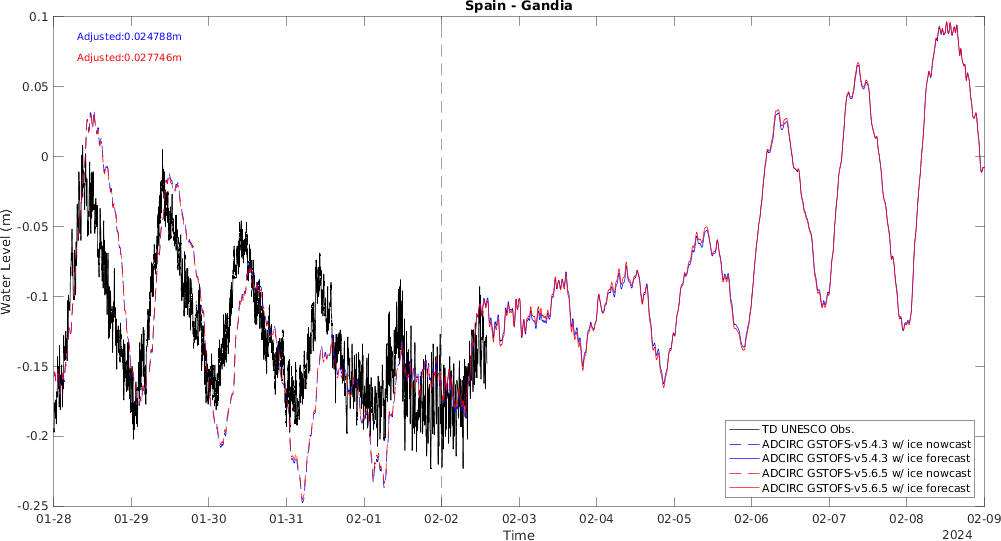 Spain - Gandia
Adjusted:0.024788m
Adjusted:0.027746m
Water Level (m)
0.1
0.05
0
-0.05
-0.1
-0.15
-0.2
-0.25
TD UNESCO Obs.
ADCIRC GSTOFS-v5.4.3 w/ ice nowcast
ADCIRC GSTOFS-v5.4.3 w/ ice forecast
ADCIRC GSTOFS-v5.6.5 w/ ice nowcast
ADCIRC GSTOFS-v5.6.5 w/ ice forecast
01-28 01-29 01-30 01-31 02-01 02-02 02-03 02-04 02-05 02-06 02-07 02-08 02-09
Time
2024